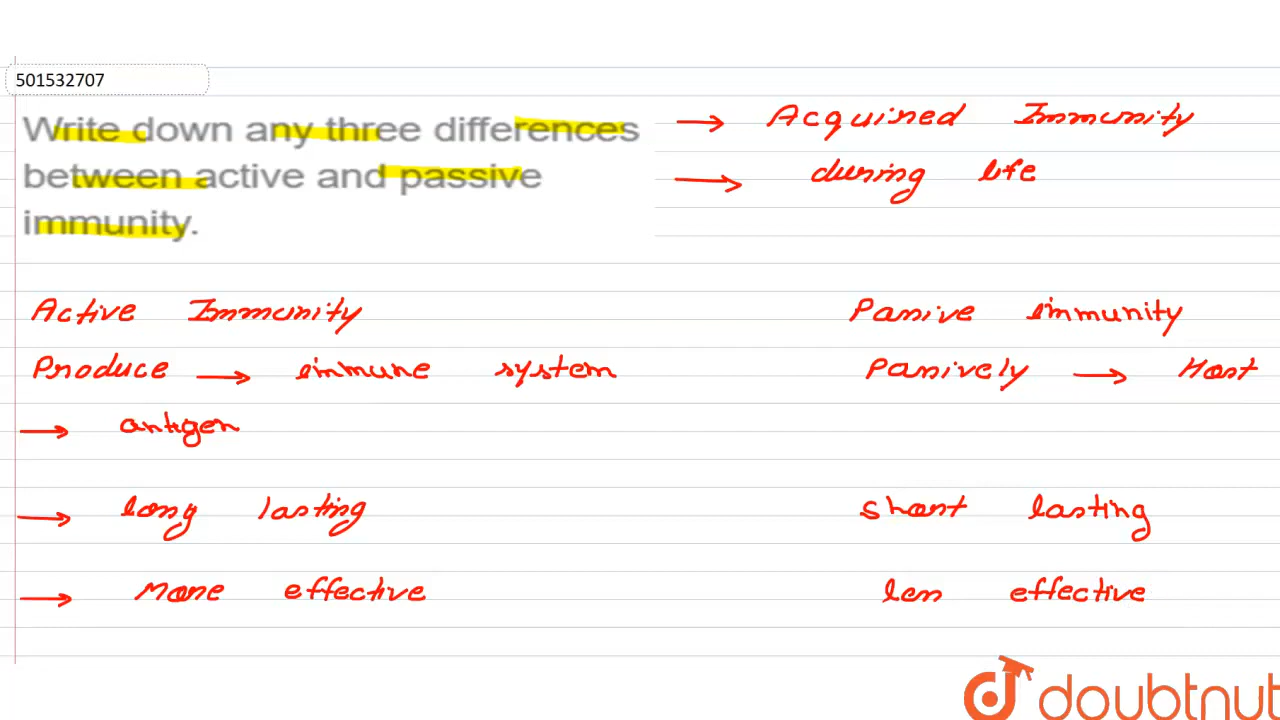 501532707
Write down any three differences
between active and passive
immunity.
→ Acquired Immunity
→ during life
Active Immunity Passive immunity
Produce → immune system Passively → Host
→ antigen
→ long lasting short lasting
→ More effective less effective
doubtnut